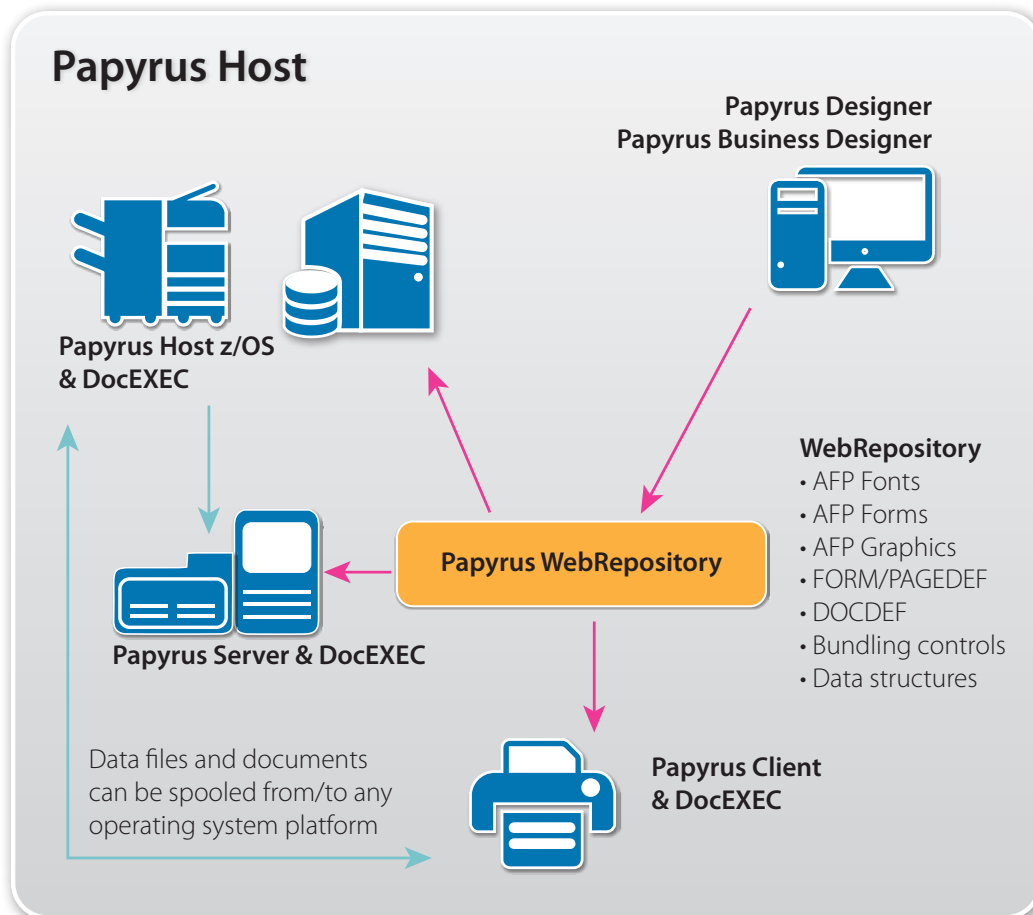 Papyrus Host
Papyrus Designer
Papyrus Business Designer
Papyrus Host z/OS
& DocEXEC
WebRepository
• AFP Fonts
• AFP Forms
• AFP Graphics
• FORM/PAGEDEF
• DOCDEF
• Bundling controls
• Data structures
Papyrus WebRepository
Papyrus Server & DocEXEC
Data files and documents
can be spooled from/to any
operating system platform
Papyrus Client
& DocEXEC